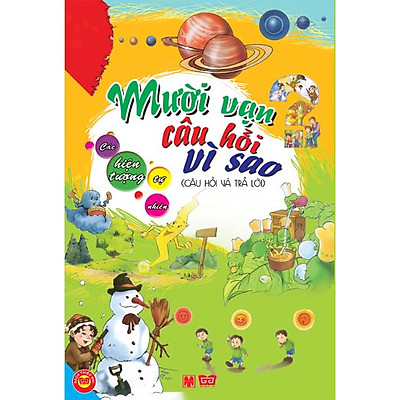 Mười vạn
câu hỏi
vì sao
(CÂU HỎI VÀ TRẢ LỜI)
Các
hiện
tượng
tự
nhiên